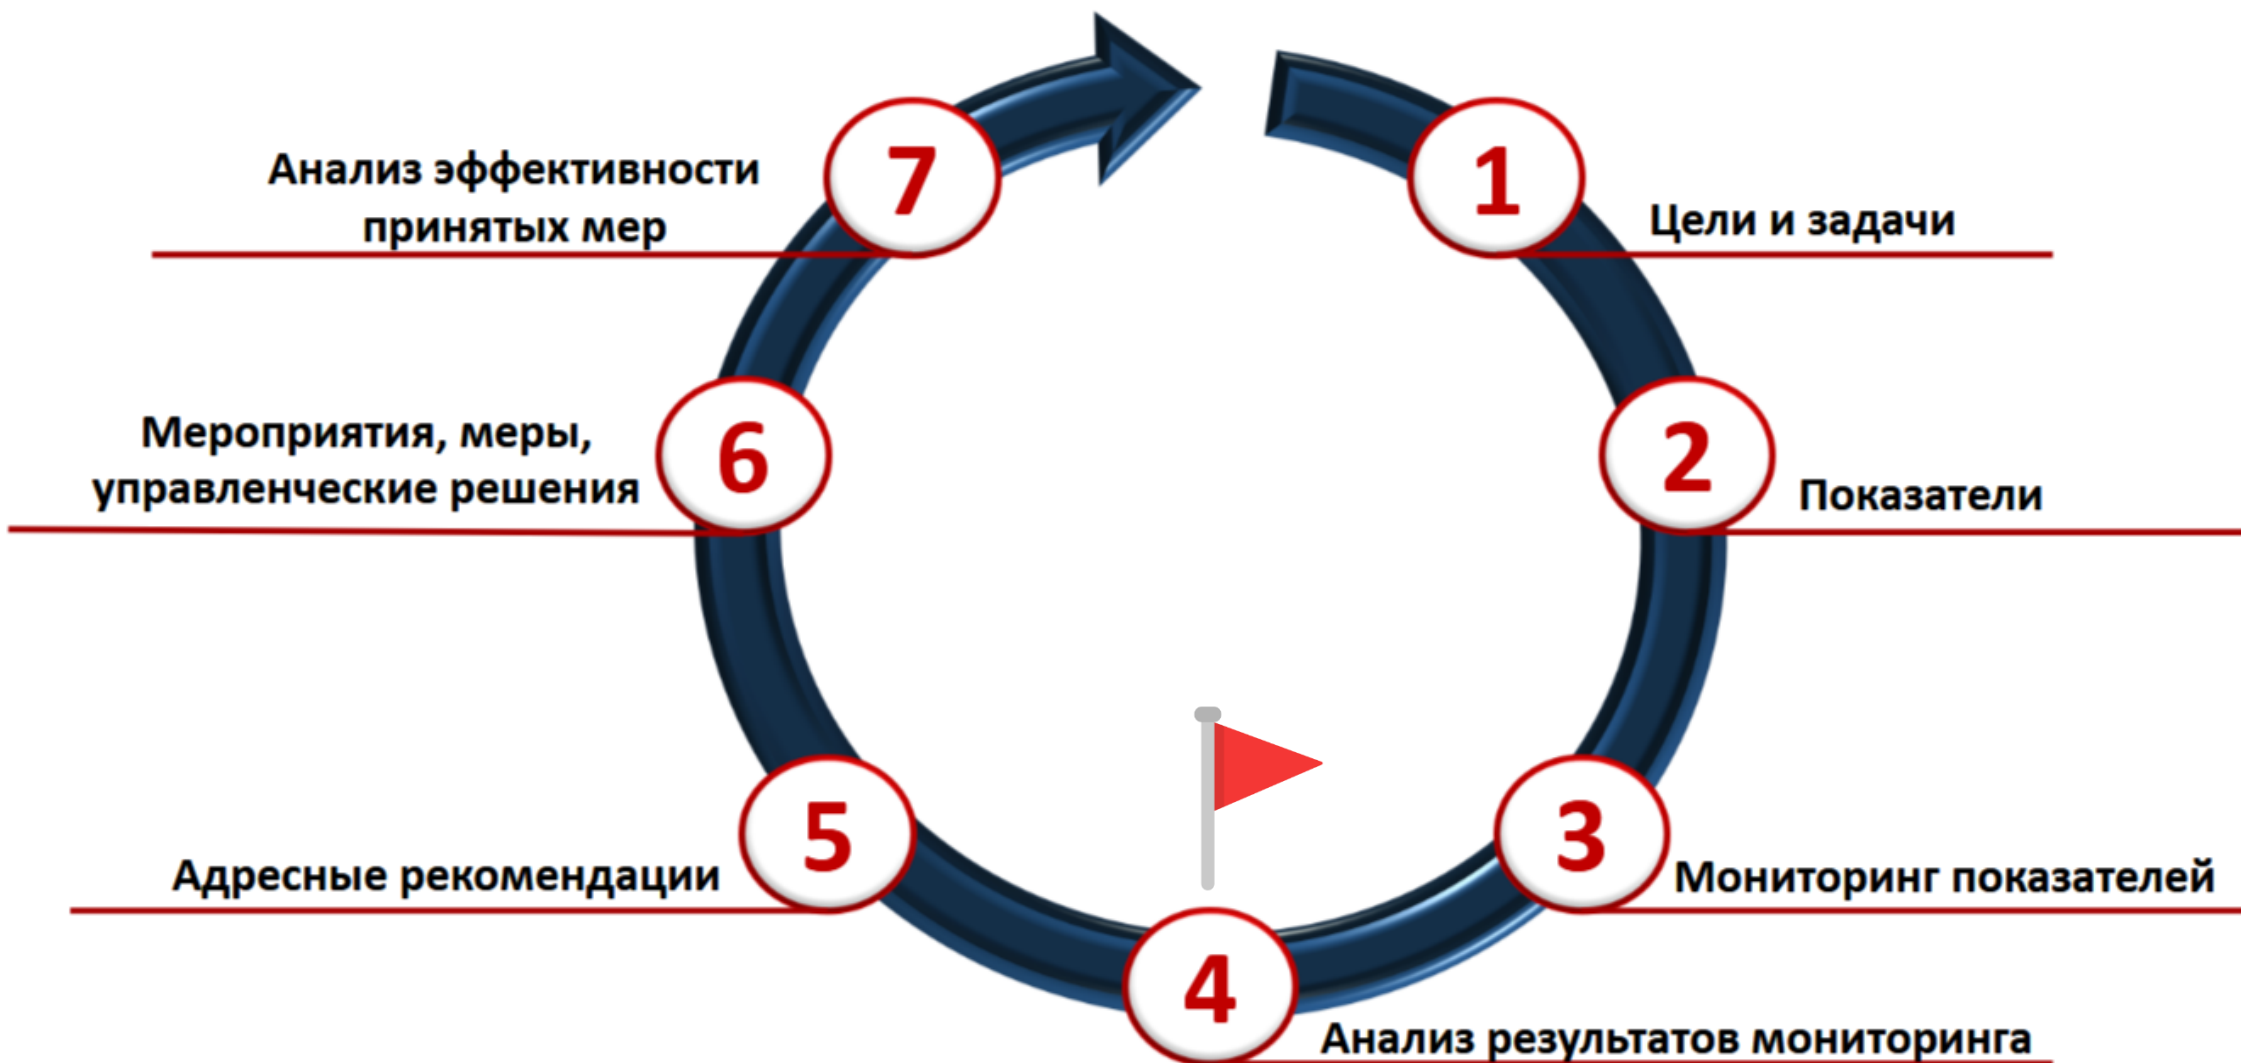 1
Цели и задачи
2
Показатели
3
Мониторинг показателей
4
Анализ результатов мониторинга
5
Адресные рекомендации
6
Мероприятия, меры,
управленческие решения
7
Анализ эффективности
принятых мер